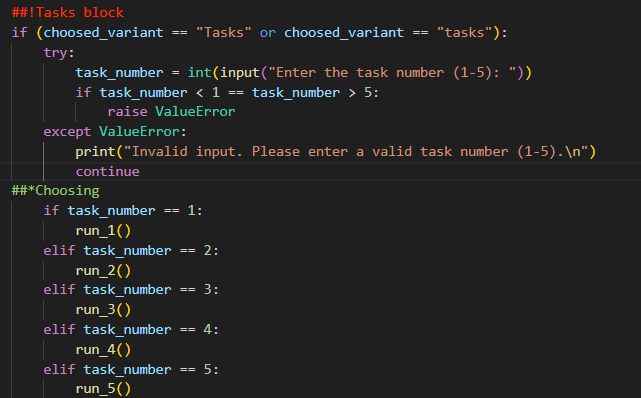 ##!Tasks block
if (choosed_variant == "Tasks" or choosed_variant == "tasks"):
    try:
        task_number = int(input("Enter the task number (1-5): "))
        if task_number < 1 == task_number > 5:
            raise ValueError
    except ValueError:
        print("Invalid input. Please enter a valid task number (1-5).\n")
        continue
##*Choosing
    if task_number == 1:
        run_1()
    elif task_number == 2:
        run_2()
    elif task_number == 3:
        run_3()
    elif task_number == 4:
        run_4()
    elif task_number == 5:
        run_5()